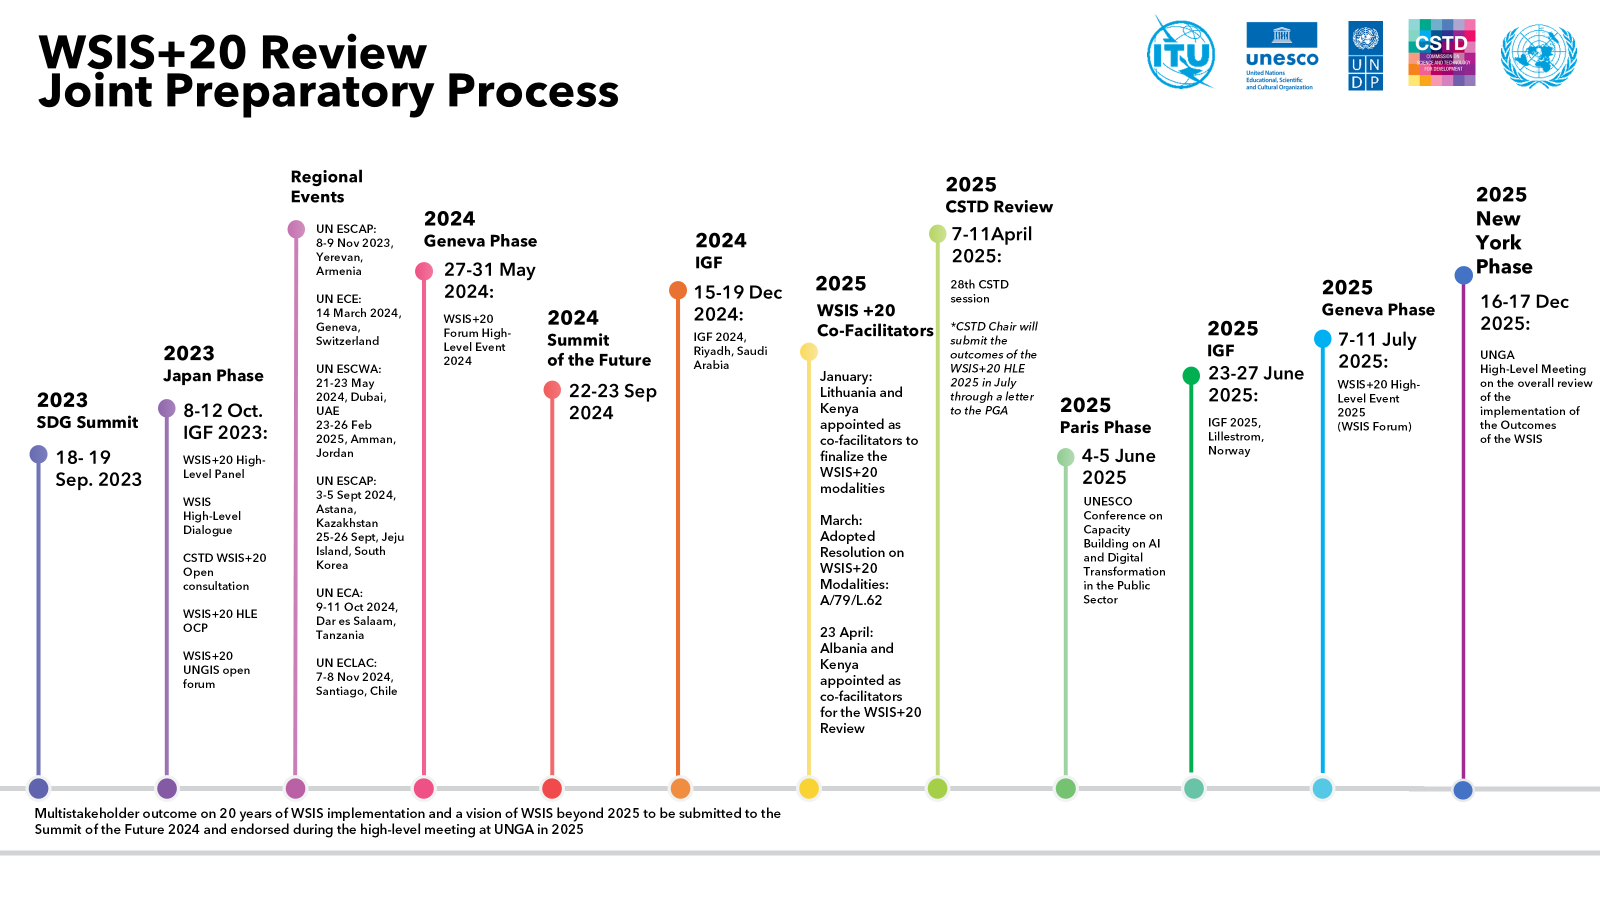 WSIS+20 Review
Joint Preparatory Process
ITU
unesco
United Nations
Educational, Scientific
and Cultural Organization
U N
D P
CSTD
COMMISSION ON
SCIENCE AND TECHNOLOGY
FOR DEVELOPMENT
2023
SDG Summit
18- 19
Sep. 2023
2023
Japan Phase
8-12 Oct.
IGF 2023:
WSIS+20 High-
Level Panel
WSIS
High-Level
Dialogue
CSTD WSIS+20
Open
consultation
WSIS+20 HLE
OCP
WSIS+20
UNGIS open
forum
Regional
Events
UN ESCAP:
8-9 Nov 2023,
Yerevan,
Armenia
UN ECE:
14 March 2024,
Geneva,
Switzerland
UN ESCWA:
21-23 May
2024, Dubai,
UAE
23-26 Feb
2025, Amman,
Jordan
UN ESCAP:
3-5 Sept 2024,
Astana,
Kazakhstan
25-26 Sept, Jeju
Island, South
Korea
UN ECA:
9-11 Oct 2024,
Dar es Salaam,
Tanzania
UN ECLAC:
7-8 Nov 2024,
Santiago, Chile
2024
Geneva Phase
27-31 May
2024:
WSIS+20
Forum High-
Level Event
2024
2024
Summit
of the Future
22-23 Sep
2024
2024
IGF
15-19 Dec
2024:
IGF 2024,
Riyadh, Saudi
Arabia
2025
WSIS +20
Co-Facilitators
January:
Lithuania and
Kenya
appointed as
co-facilitators to
finalize the
WSIS+20
modalities
March:
Adopted
Resolution on
WSIS+20
Modalities:
A/79/L.62
23 April:
Albania and
Kenya
appointed as
co-facilitators
for the WSIS+20
Review
2025
CSTD Review
7-11April
2025:
28th CSTD
session
*CSTD Chair will
submit the
outcomes of the
WSIS+20 HLE
2025 in July
through a letter
to the PGA
2025
Paris Phase
4-5 June
2025
UNESCO
Conference on
Capacity
Building on AI
and Digital
Transformation
in the Public
Sector
2025
IGF
23-27 June
2025:
IGF 2025,
Lillestrom,
Norway
2025
Geneva Phase
7-11 July
2025:
WSIS+20 High-
Level Event
2025
(WSIS Forum)
2025
New
York
Phase
16-17 Dec
2025:
UNGA
High-Level Meeting
on the overall review
of the
implementation of
the Outcomes
of the WSIS
Multistakeholder outcome on 20 years of WSIS implementation and a vision of WSIS beyond 2025 to be submitted to the
Summit of the Future 2024 and endorsed during the high-level meeting at UNGA in 2025